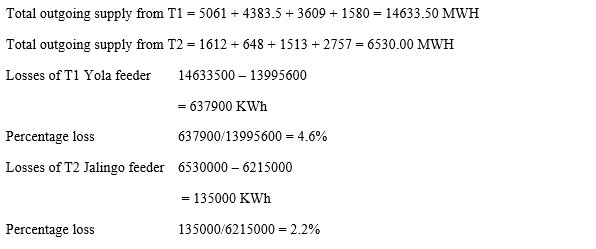 Total outgoing supply from T1 = 5061 + 4383.5 + 3609 + 1580 = 14633.50 MWH
Total outgoing supply from T2 = 1612 + 648 + 1513 + 2757 = 6530.00 MWH
Losses of T1 Yola feeder 14633500 – 13995600
= 637900 KWh
Percentage loss 637900/13995600 = 4.6%
Losses of T2 Jalingo feeder 6530000 – 6215000
= 135000 KWh
Percentage loss 135000/6215000 = 2.2%